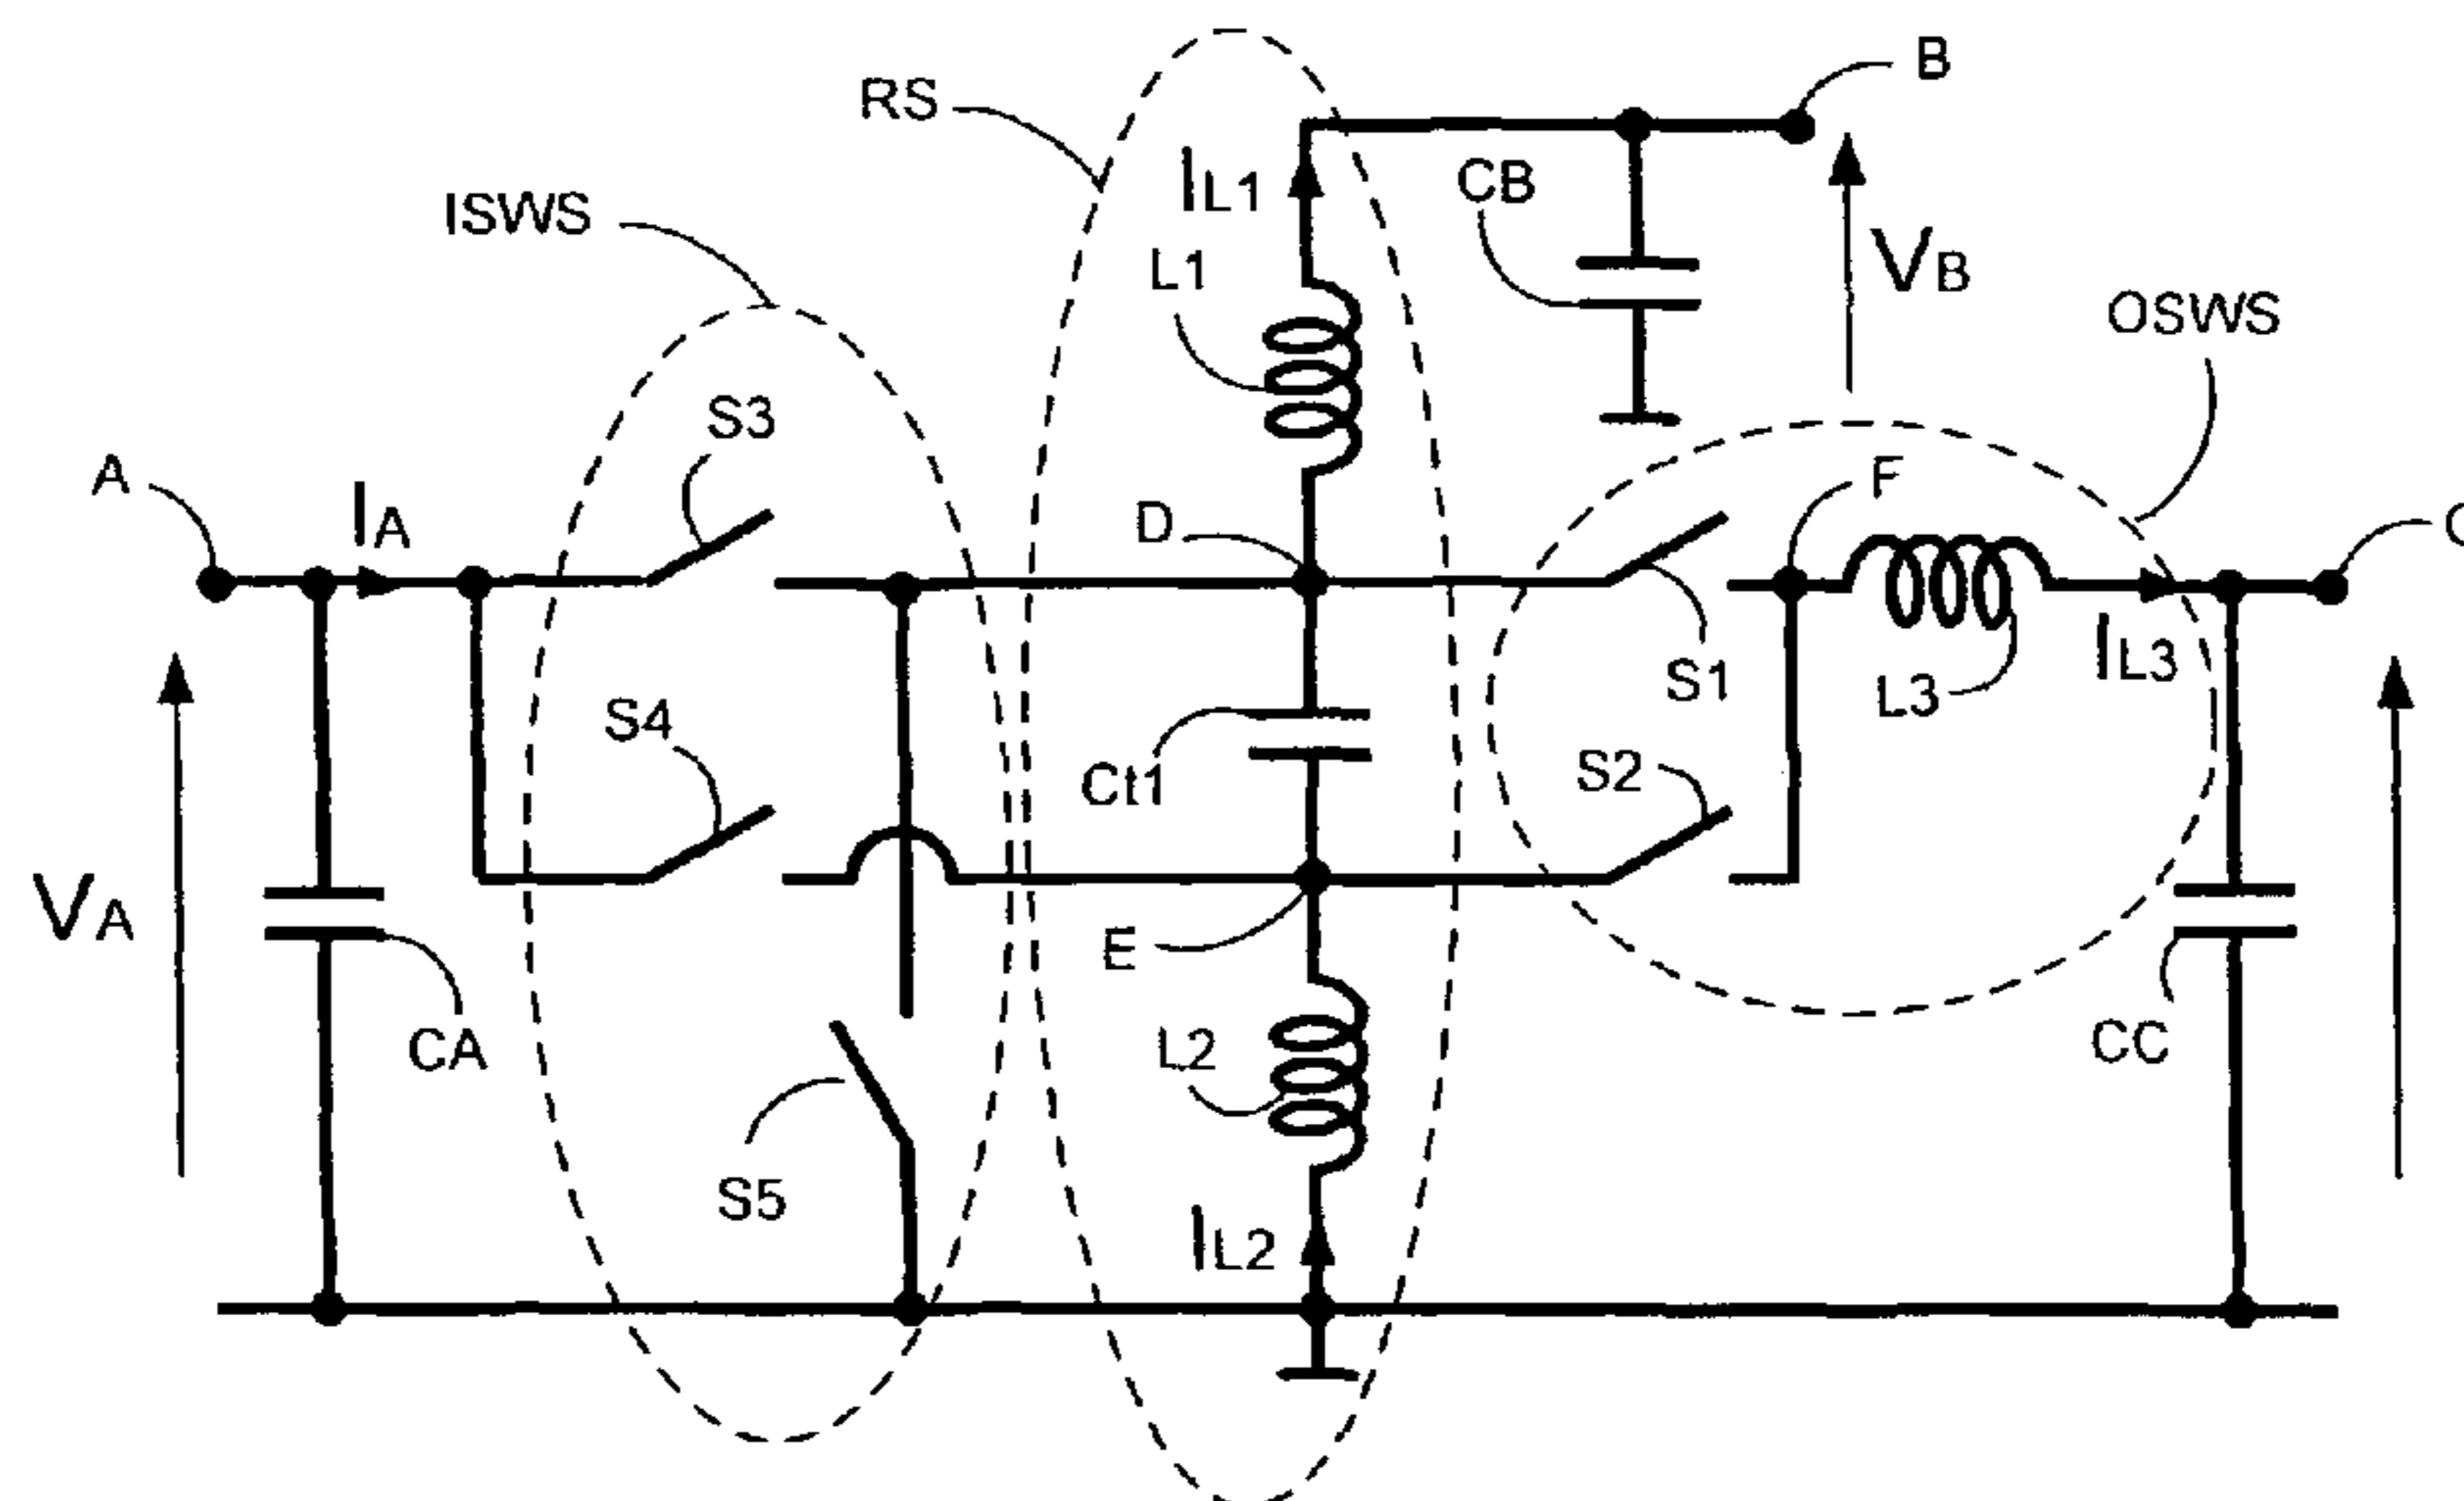 B
RS
IL1
CB
ISWS
L1
VB
OSWS
S3
A
IA
D
F
S1
IL3
L3
S4
Ct1
S2
VA
E
CA
L2
CC
S5
IL2